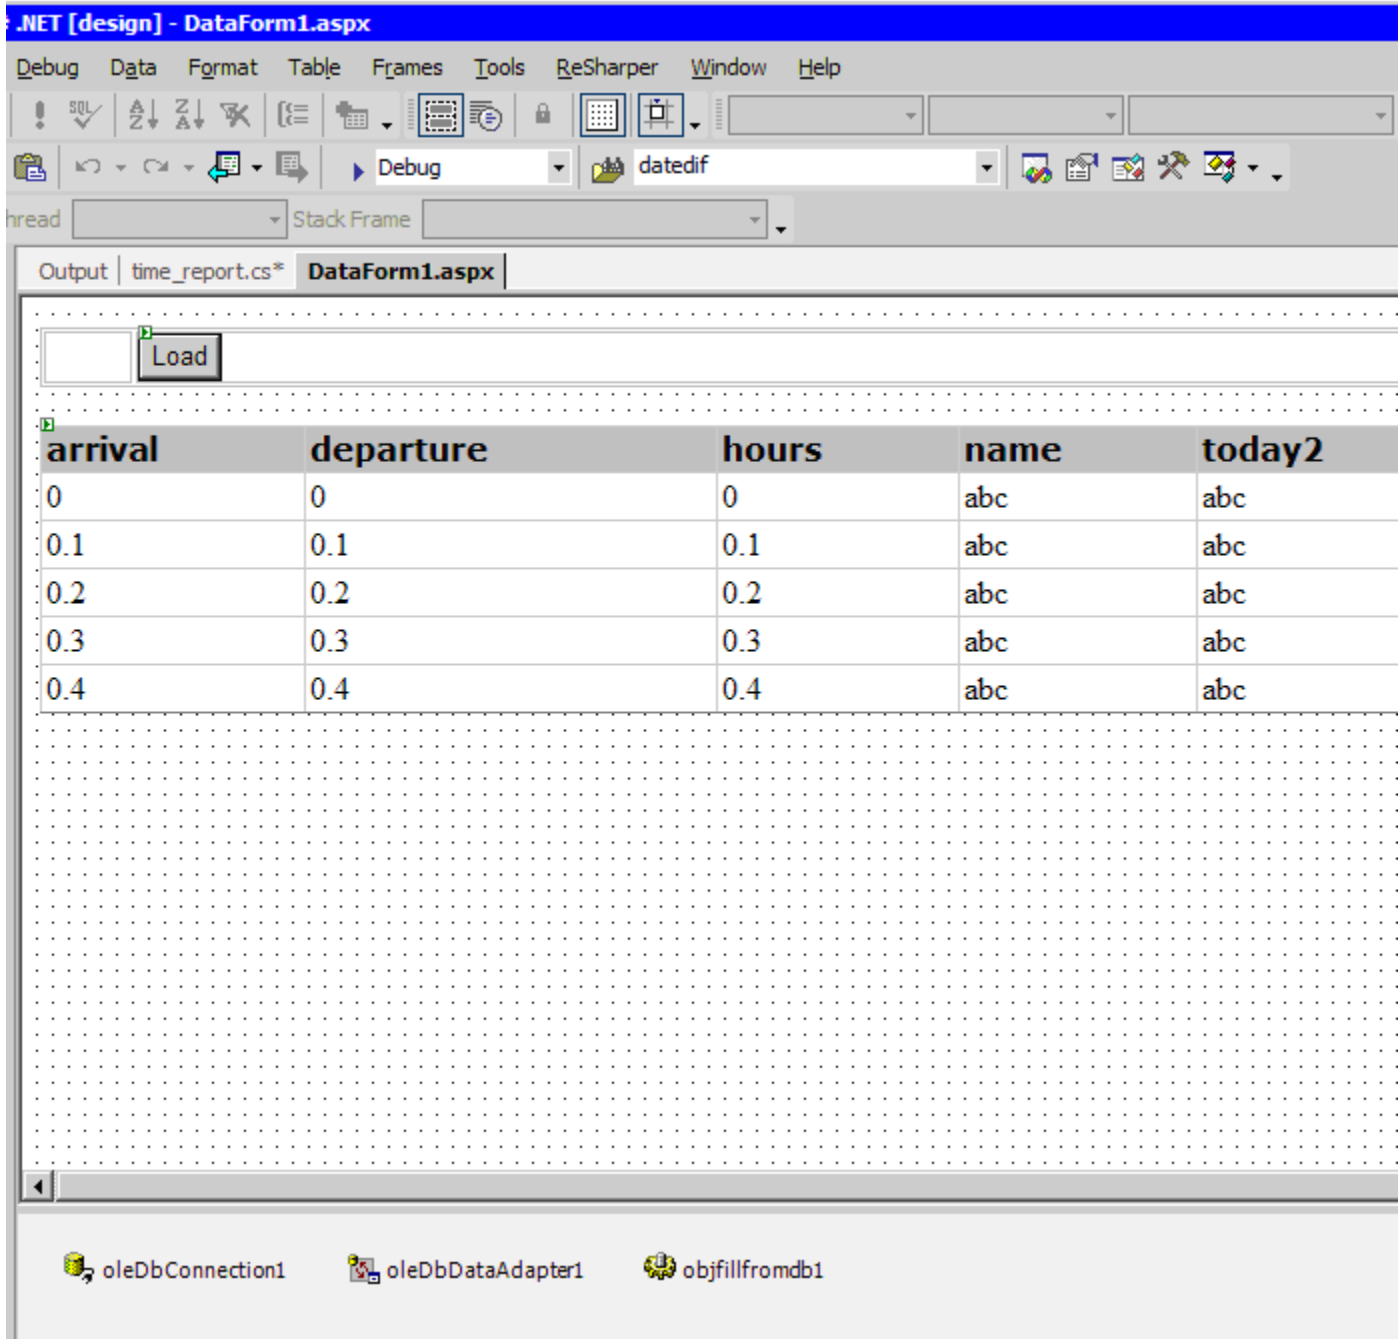 .NET [design] - DataForm1.aspx
Debug Data Format Table Frames Tools ReSharper Window Help
SQL A Z Z A
Debug datedif
hread Stack Frame
Output time_report.cs* DataForm1.aspx
Load
arrival departure hours name today2
0 0 0 abc abc
0.1 0.1 0.1 abc abc
0.2 0.2 0.2 abc abc
0.3 0.3 0.3 abc abc
0.4 0.4 0.4 abc abc
oleDbConnection1 oleDbDataAdapter1 objfillfromdb1